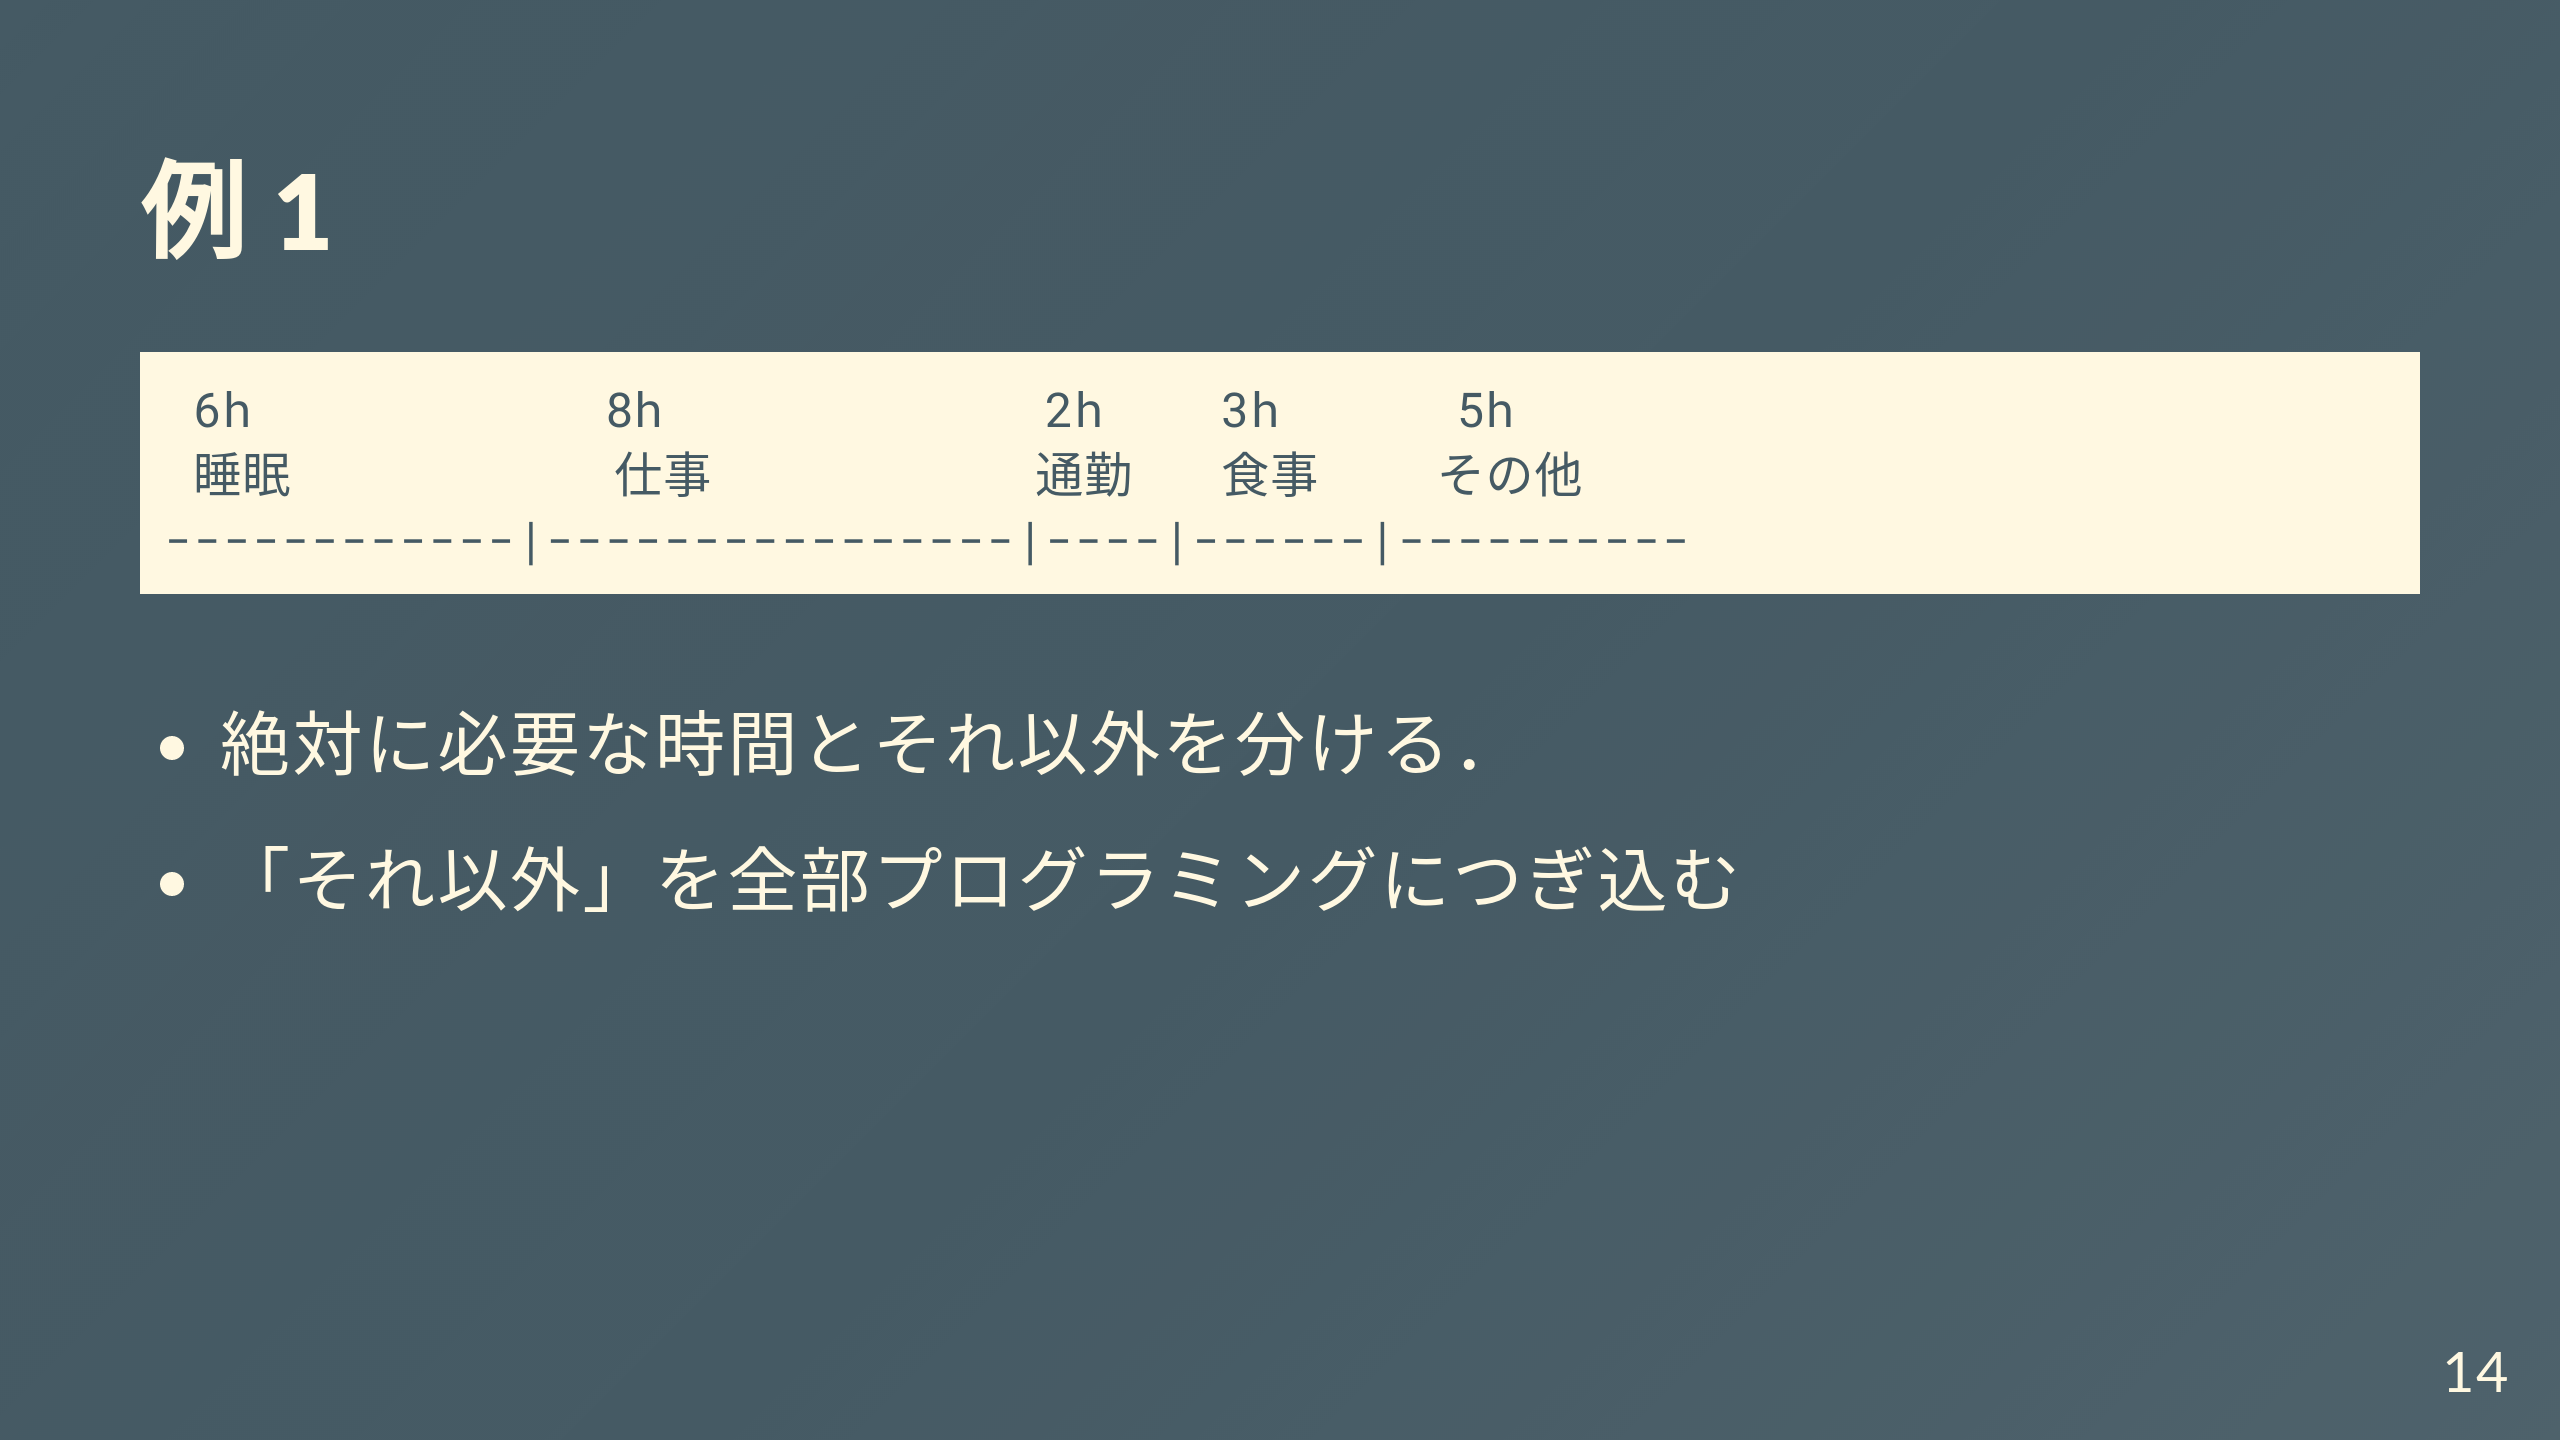 例 1
6h 8h 2h 3h 5h
睡眠 仕事 通勤 食事 その他
------------|----------------|----|------|----------
• 絶対に必要な時間とそれ以外を分ける．
• 「それ以外」を全部プログラミングにつぎ込む
14